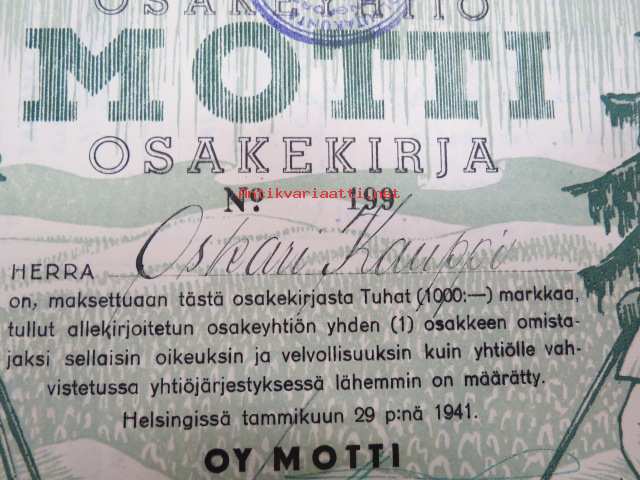 OSAKEYHTIÖ
MOTTI
OSAKEKIRJA
Antikvariaatti.net
No 199
HERRA Oskari Kauppi
on, maksettuaan tästä osakekirjasta Tuhat (1000:—) markkaa,
tullut allekirjoitetun osakeyhtiön yhden (1) osakkeen omista-
jaksi sellaisin oikeuksin ja velvollisuuksin kuin yhtiölle vah-
vistetussa yhtiöjärjestyksessä lähemmin on määrätty.
Helsingissä tammikuun 29 p:nä 1941.
OY MOTTI